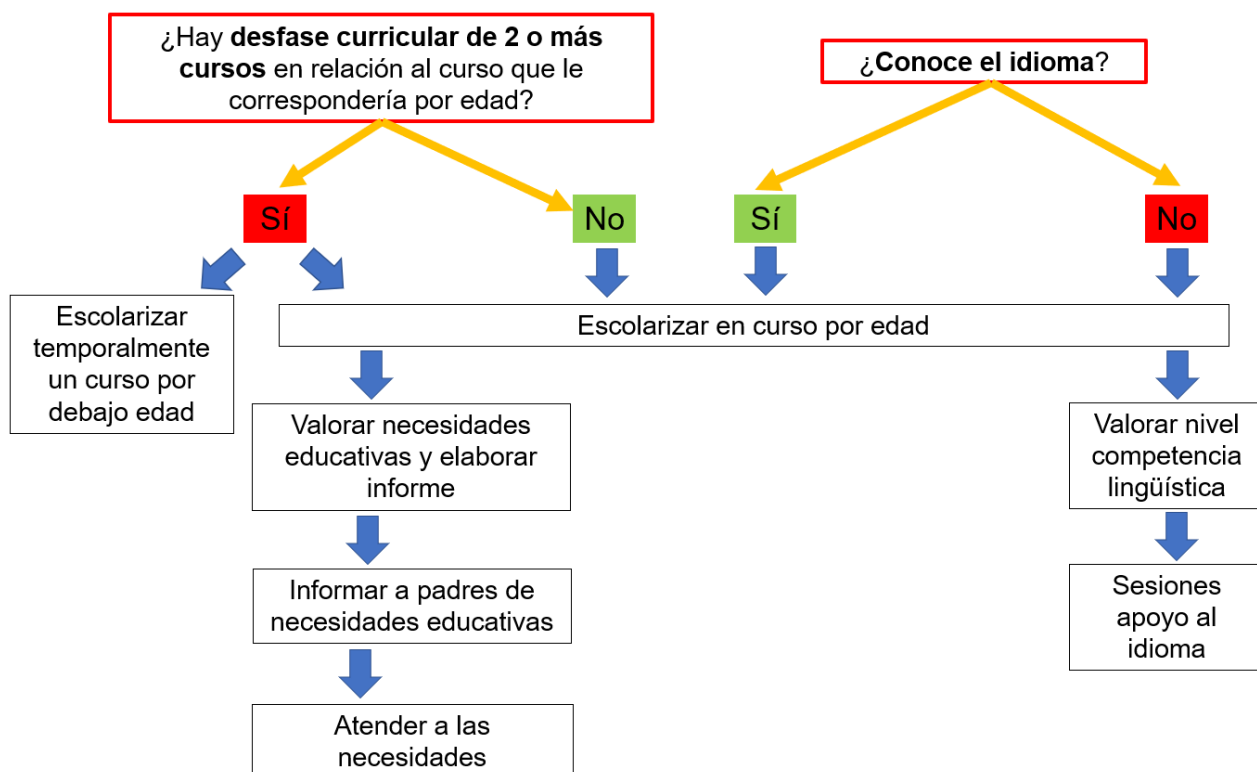 ¿Hay desfase curricular de 2 o más
cursos en relación al curso que le
correspondería por edad?
¿Conoce el idioma?
Sí
No
Sí
No
Escolarizar
temporalmente
un curso por
debajo edad
Escolarizar en curso por edad
Valorar necesidades
educativas y elaborar
informe
Valorar nivel
competencia
lingüística
Informar a padres de
necesidades educativas
Sesiones
apoyo al
idioma
Atender a las
necesidades